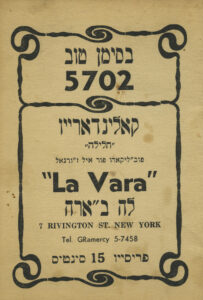 בסימן טוב
5702
קאלינדאריו
פובליקאדו פור איל ז'ורנאל
"La Vara"
לה ב"ארה
7 RIVINGTON ST. NEW YORK
Tel. GRamercy 5-7458
פריסייו 15 סינטים